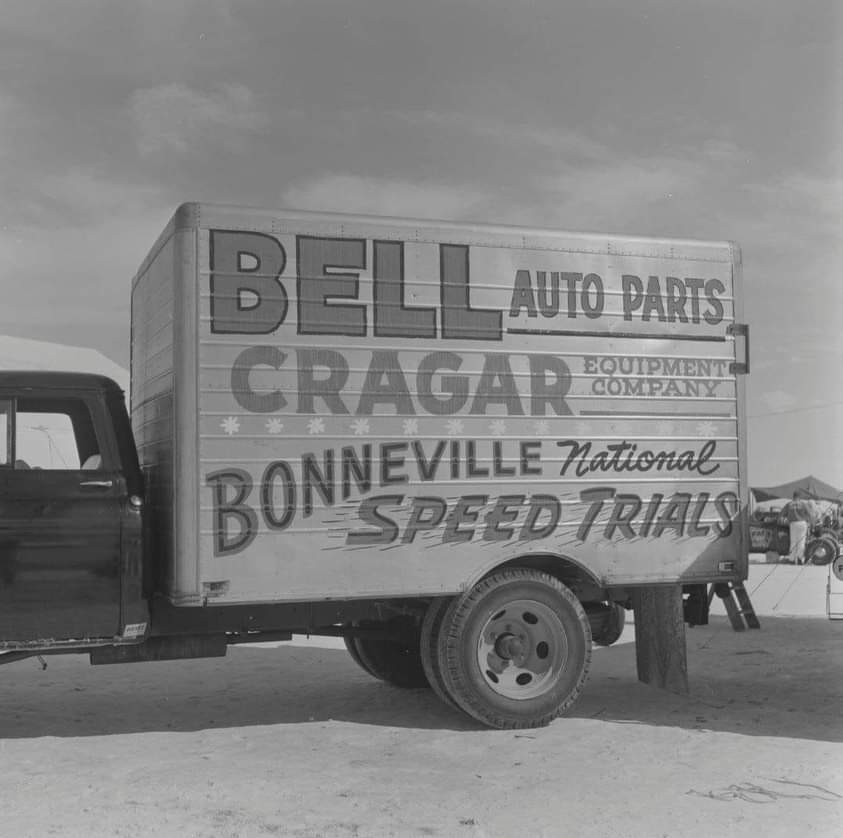 BELL AUTO PARTS
CRAGAR EQUIPMENT COMPANY
BONNEVILLE National
SPEED TRIALS